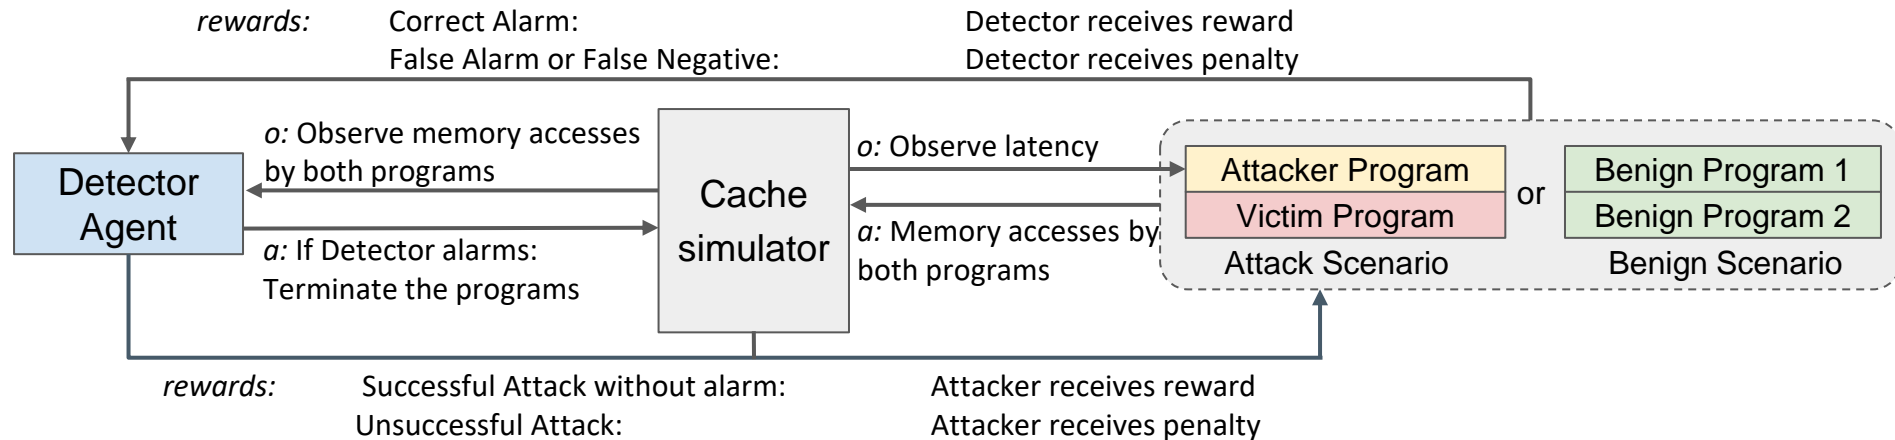 rewards: Correct Alarm: Detector receives reward
False Alarm or False Negative: Detector receives penalty
o: Observe memory accesses
by both programs
Detector
Agent
a: If Detector alarms:
Terminate the programs
Cache
simulator
o: Observe latency
a: Memory accesses by
both programs
Attacker Program
Victim Program
Attack Scenario
or
Benign Program 1
Benign Program 2
Benign Scenario
rewards: Successful Attack without alarm: Attacker receives reward
Unsuccessful Attack: Attacker receives penalty